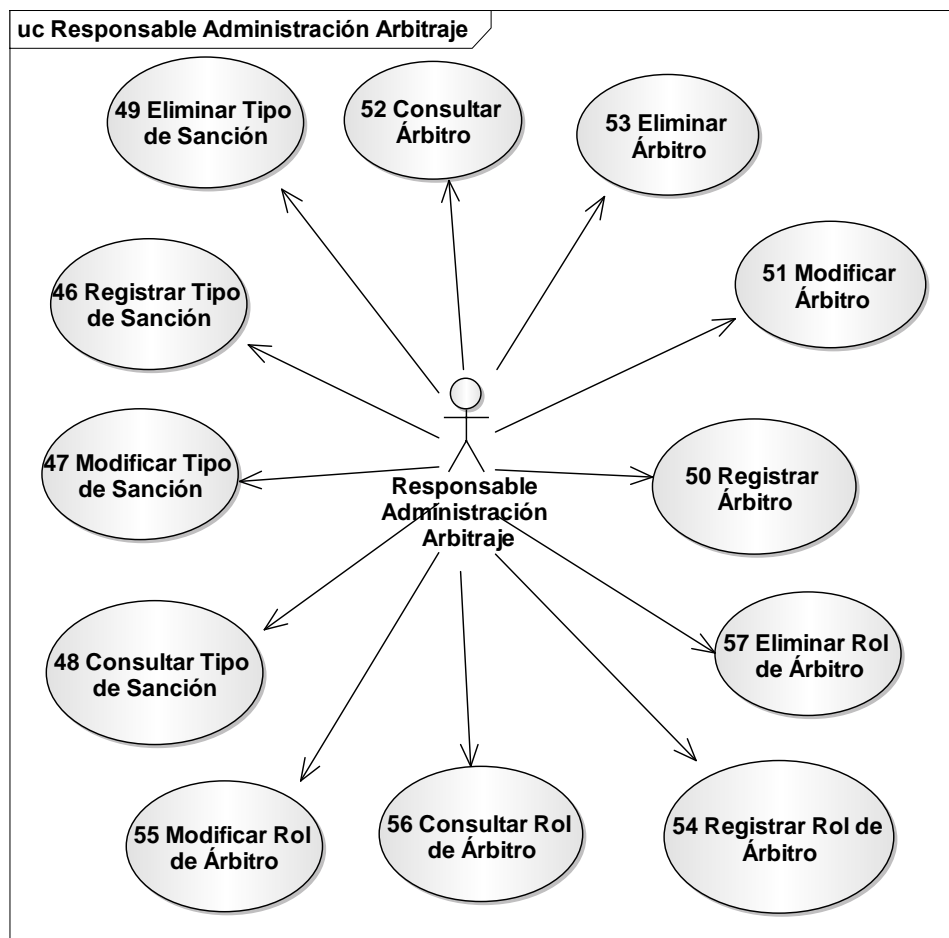 uc Responsable Administración Arbitraje
49 Eliminar Tipo
de Sanción
52 Consultar
Árbitro
53 Eliminar
Árbitro
46 Registrar Tipo
de Sanción
51 Modificar
Árbitro
47 Modificar Tipo
de Sanción
Responsable
Administración
Arbitraje
50 Registrar
Árbitro
48 Consultar Tipo
de Sanción
57 Eliminar Rol
de Árbitro
55 Modificar Rol
de Árbitro
56 Consultar Rol
de Árbitro
54 Registrar Rol de
Árbitro